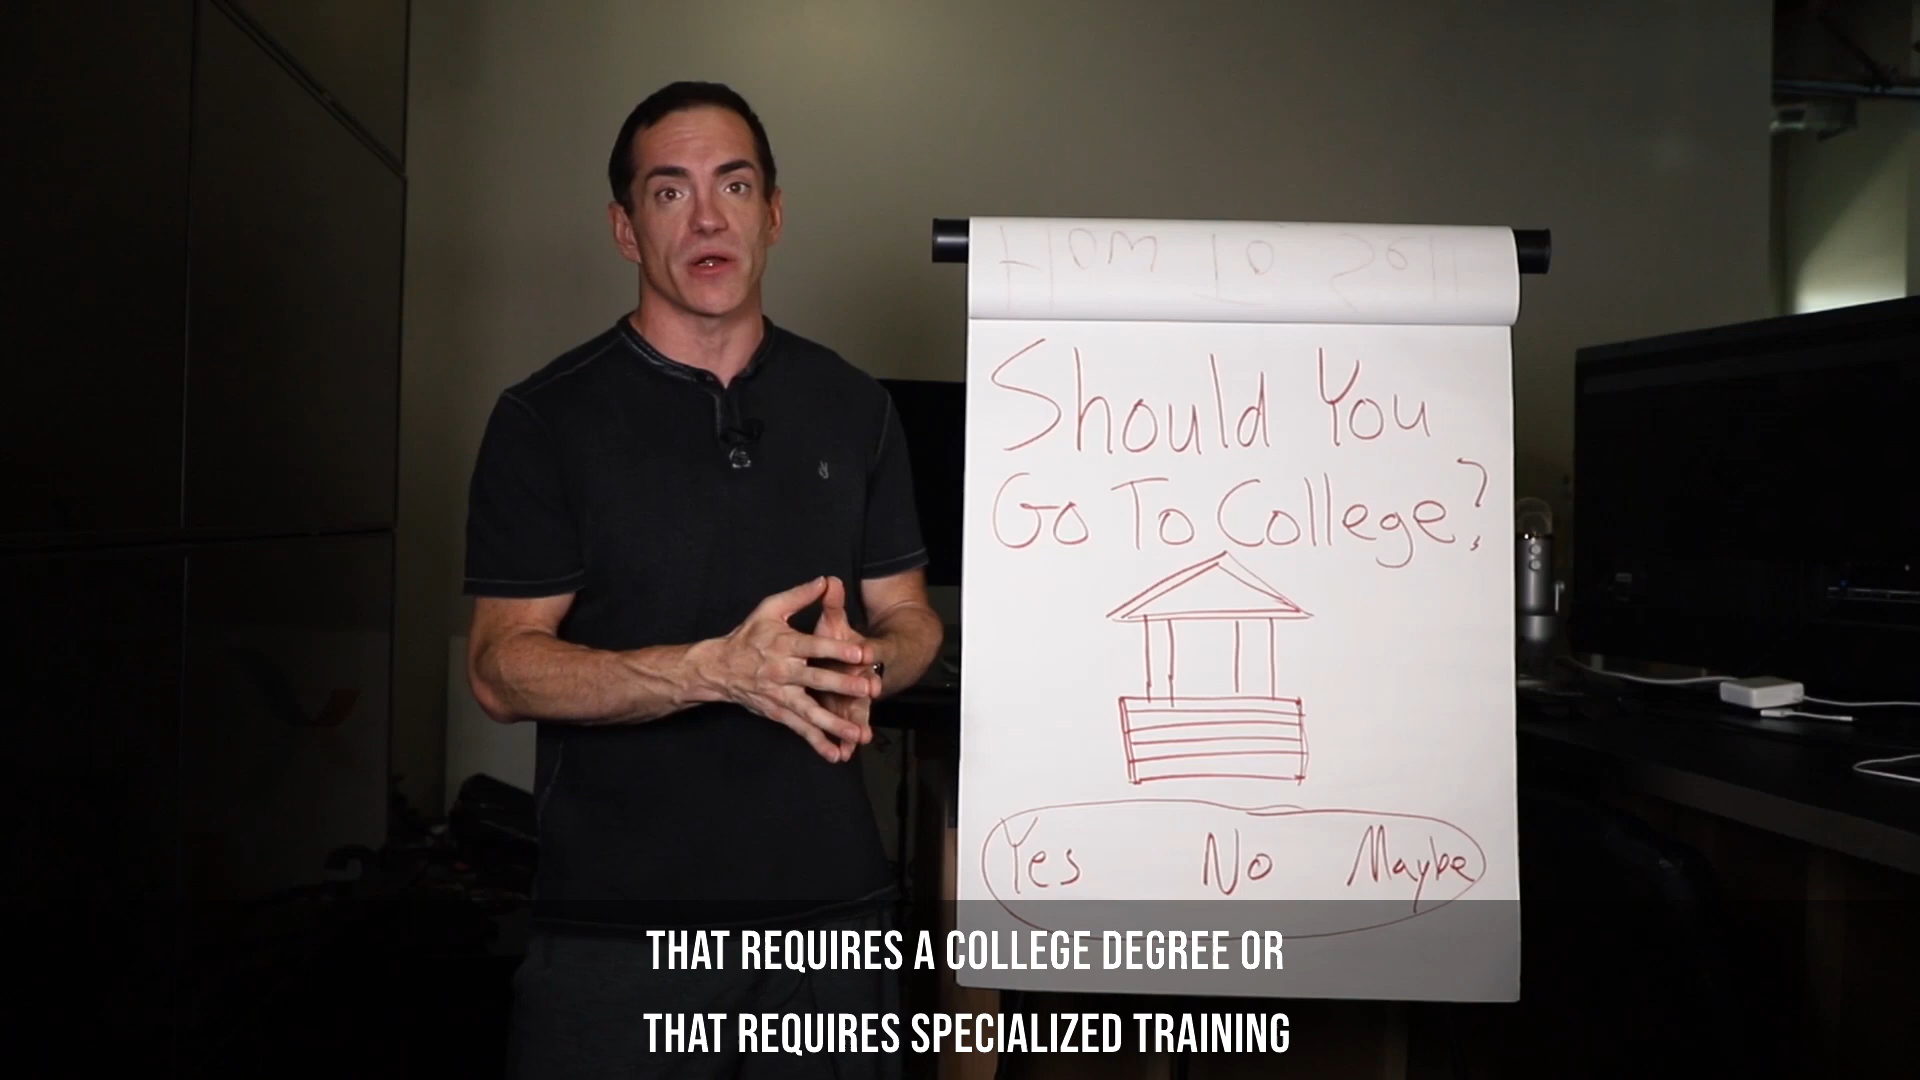 Should You
Go To College?
Yes No Maybe
THAT REQUIRES A COLLEGE DEGREE OR
THAT REQUIRES SPECIALIZED TRAINING